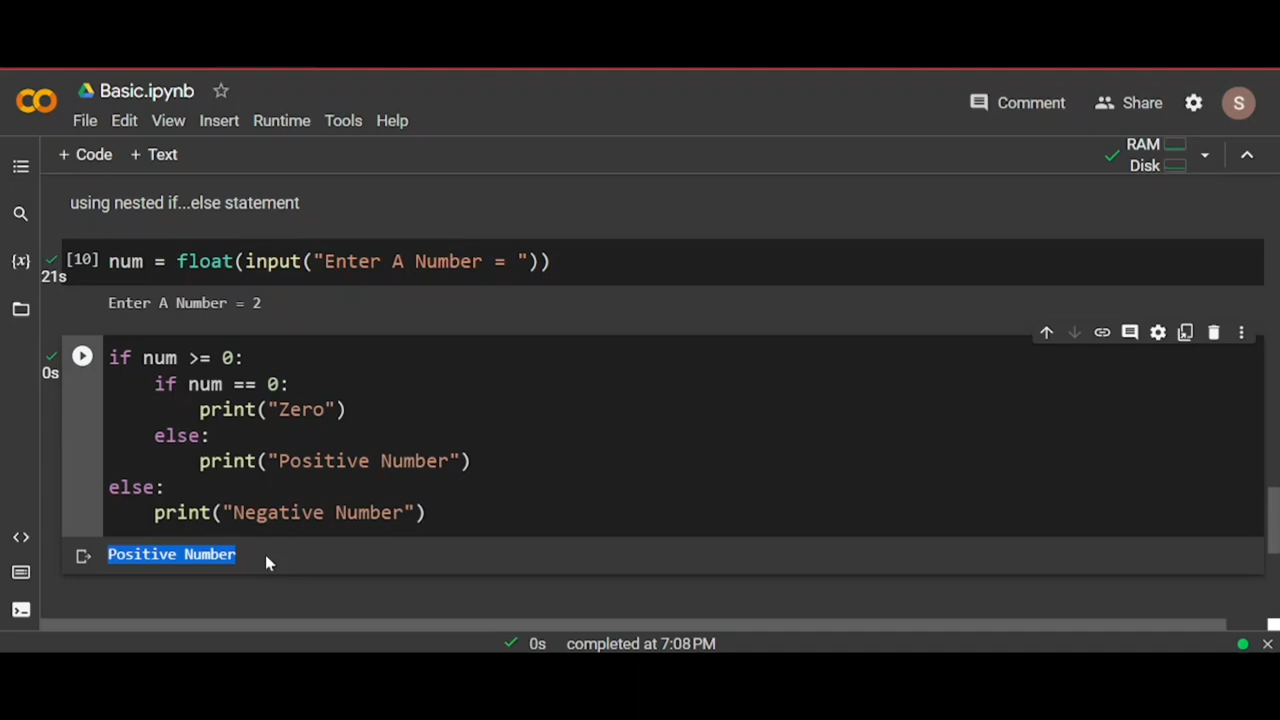 Basic.ipynb
Comment
Share
S
File Edit View Insert Runtime Tools Help
+ Code + Text
RAM
Disk
using nested if...else statement
{x}
21s
[10] num = float(input("Enter A Number = "))
Enter A Number = 2
0s
if num >= 0:
    if num == 0:
        print("Zero")
    else:
        print("Positive Number")
else:
    print("Negative Number")
Positive Number
0s completed at 7:08 PM